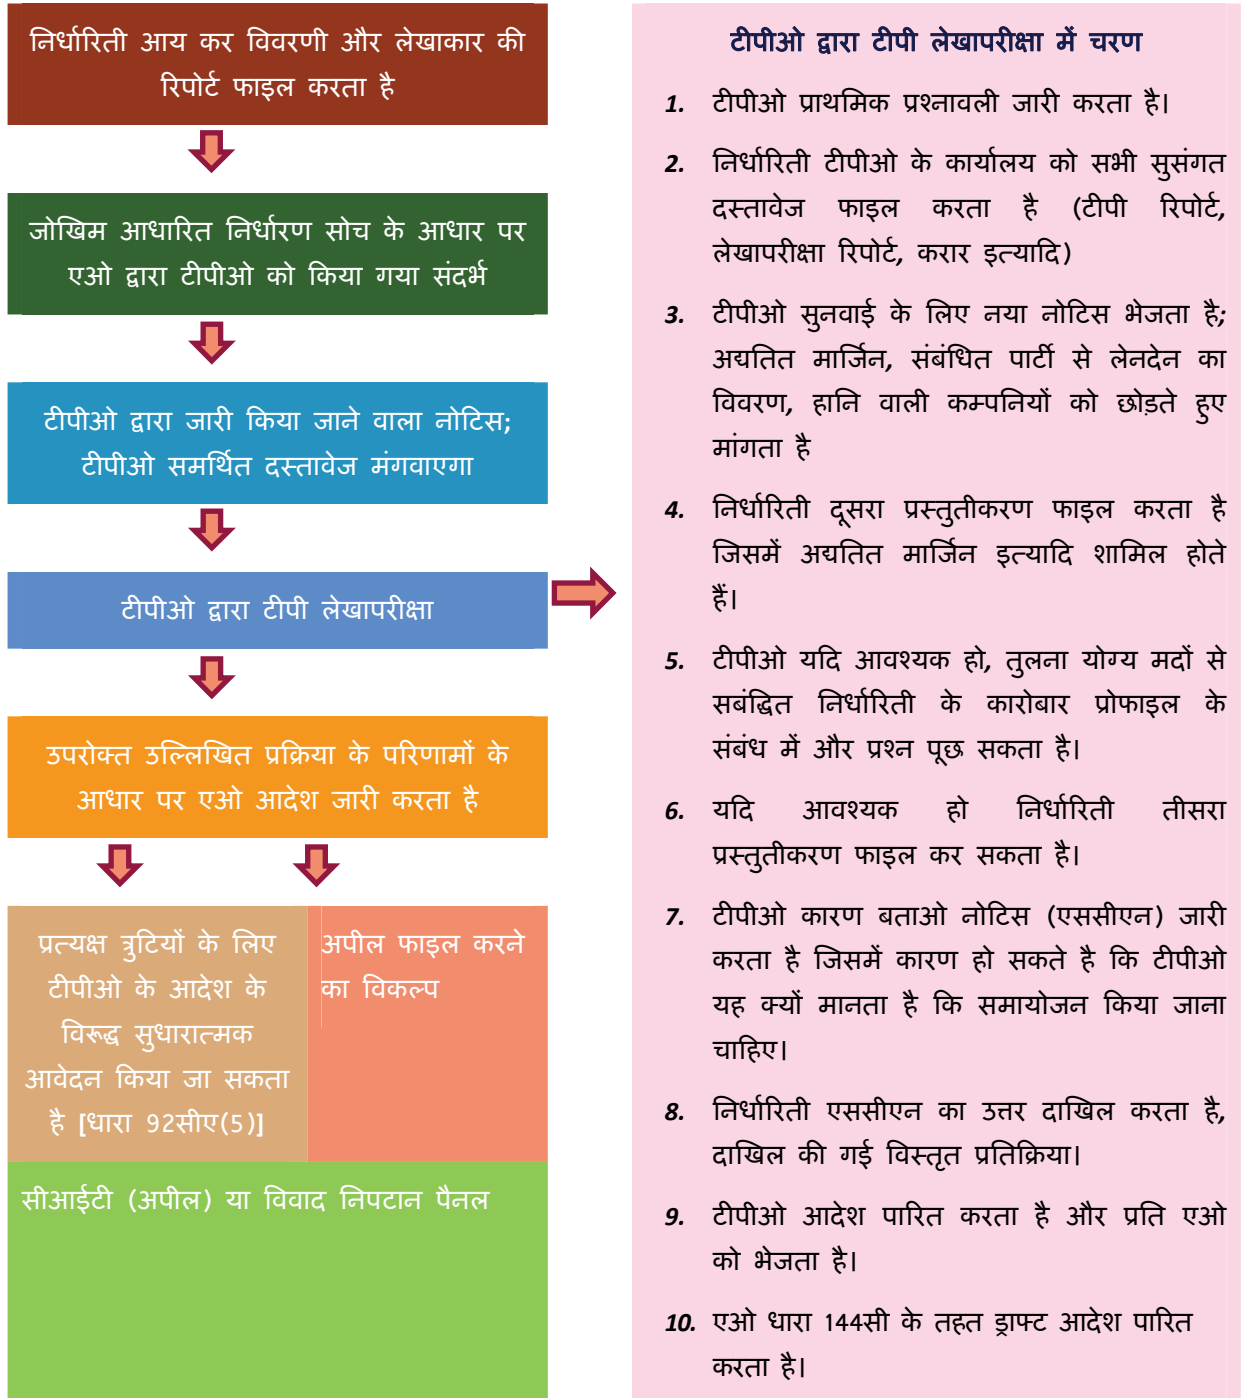 निर्धारिती आय कर विवरणी और लेखाकार की
रिपोर्ट फाइल करता है
जोखिम आधारित निर्धारण सोच के आधार पर
एओ द्वारा टीपीओ को किया गया संदर्भ
टीपीओ द्वारा जारी किया जाने वाला नोटिस;
टीपीओ समर्थित दस्तावेज मंगवाएगा
टीपीओ द्वारा टीपी लेखापरीक्षा
उपरोक्त उल्लिखित प्रक्रिया के परिणामों के
आधार पर एओ आदेश जारी करता है
प्रत्यक्ष त्रुटियों के लिए
टीपीओ के आदेश के
विरूद्ध सुधारात्मक
आवेदन किया जा सकता
है [धारा 92सीए(5)]
अपील फाइल करने
का विकल्प
सीआईटी (अपील) या विवाद निपटान पैनल
टीपीओ द्वारा टीपी लेखापरीक्षा में चरण
1. टीपीओ प्राथमिक प्रश्नावली जारी करता है।
2. निर्धारिती टीपीओ के कार्यालय को सभी सुसंगत
दस्तावेज फाइल करता है (टीपी रिपोर्ट,
लेखापरीक्षा रिपोर्ट, करार इत्यादि)
3. टीपीओ सुनवाई के लिए नया नोटिस भेजता है;
अद्यतित मार्जिन, संबंधित पार्टी से लेनदेन का
विवरण, हानि वाली कम्पनियों को छोड़ते हुए
मांगता है
4. निर्धारिती दूसरा प्रस्तुतीकरण फाइल करता है
जिसमें अद्यतित मार्जिन इत्यादि शामिल होते
हैं।
5. टीपीओ यदि आवश्यक हो, तुलना योग्य मदों से
सबंद्धित निर्धारिती के कारोबार प्रोफाइल के
संबंध में और प्रश्न पूछ सकता है।
6. यदि आवश्यक हो निर्धारिती तीसरा
प्रस्तुतीकरण फाइल कर सकता है।
7. टीपीओ कारण बताओ नोटिस (एससीएन) जारी
करता है जिसमें कारण हो सकते है कि टीपीओ
यह क्यों मानता है कि समायोजन किया जाना
चाहिए।
8. निर्धारिती एससीएन का उत्तर दाखिल करता है,
दाखिल की गई विस्तृत प्रतिक्रिया।
9. टीपीओ आदेश पारित करता है और प्रति एओ
को भेजता है।
10. एओ धारा 144सी के तहत ड्राफ्ट आदेश पारित
करता है।